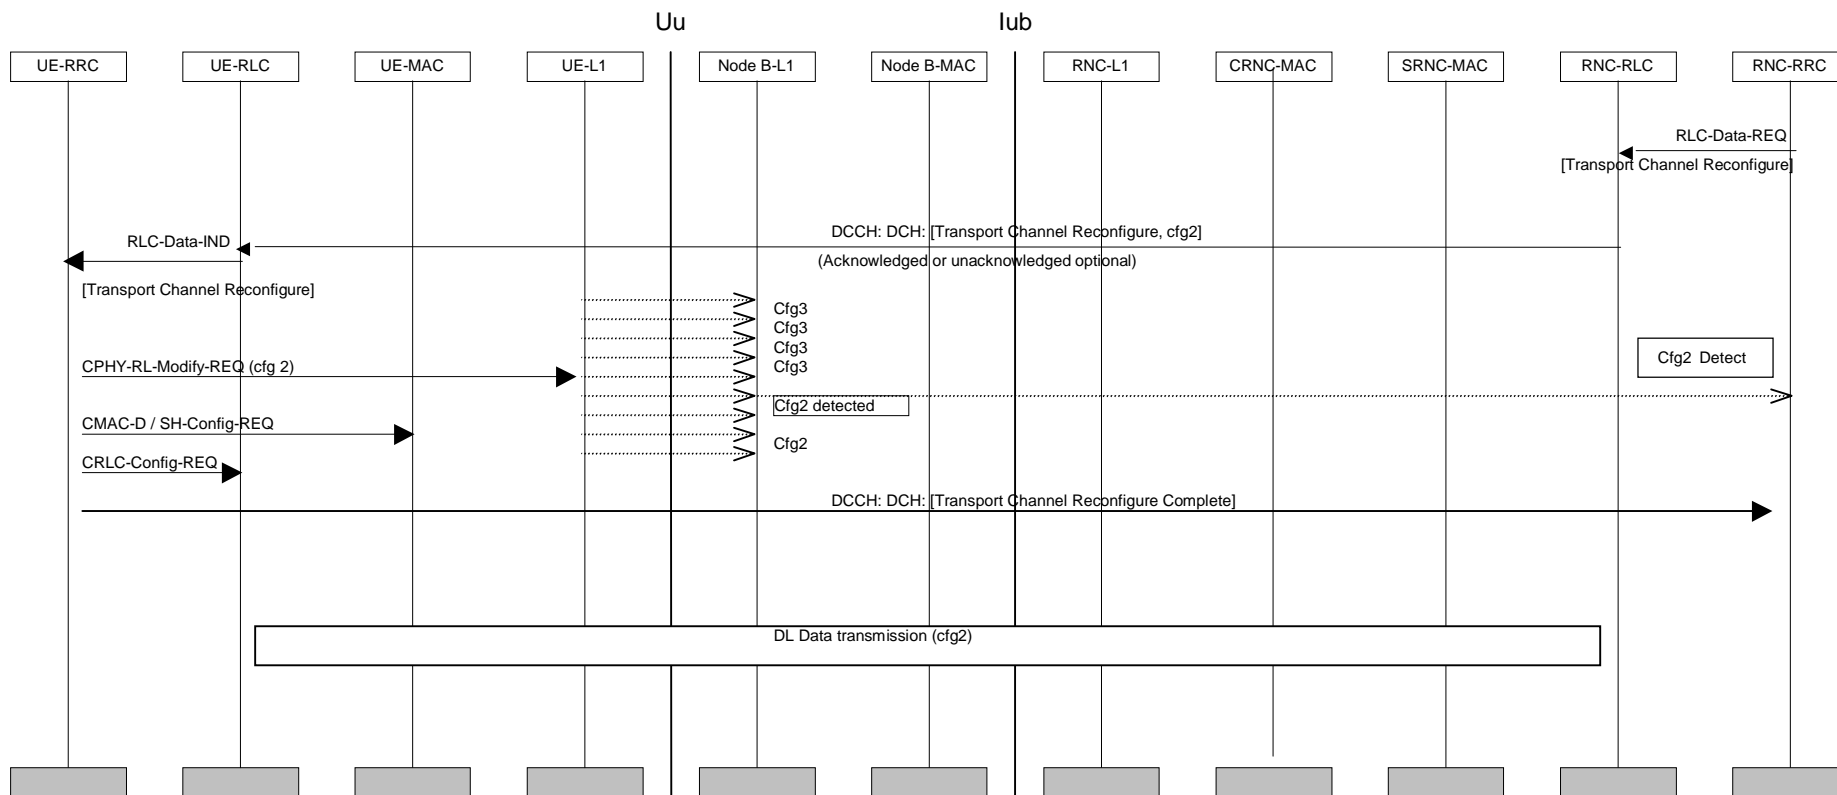 Uu
Iub
UE-RRC
UE-RLC
UE-MAC
UE-L1
Node B-L1
Node B-MAC
RNC-L1
CRNC-MAC
SRNC-MAC
RNC-RLC
RNC-RRC
RLC-Data-REQ
[Transport Channel Reconfigure]
DCCH: DCH: [Transport Channel Reconfigure, cfg2]
RLC-Data-IND
(Acknowledged or unacknowledged optional)
[Transport Channel Reconfigure]
Cfg3
Cfg3
Cfg3
Cfg2 Detect
CPHY-RL-Modify-REQ (cfg 2)
Cfg3
Cfg2 detected
CMAC-D / SH-Config-REQ
Cfg2
CRLC-Config-REQ
DCCH: DCH: [Transport Channel Reconfigure Complete]
DL Data transmission (cfg2)